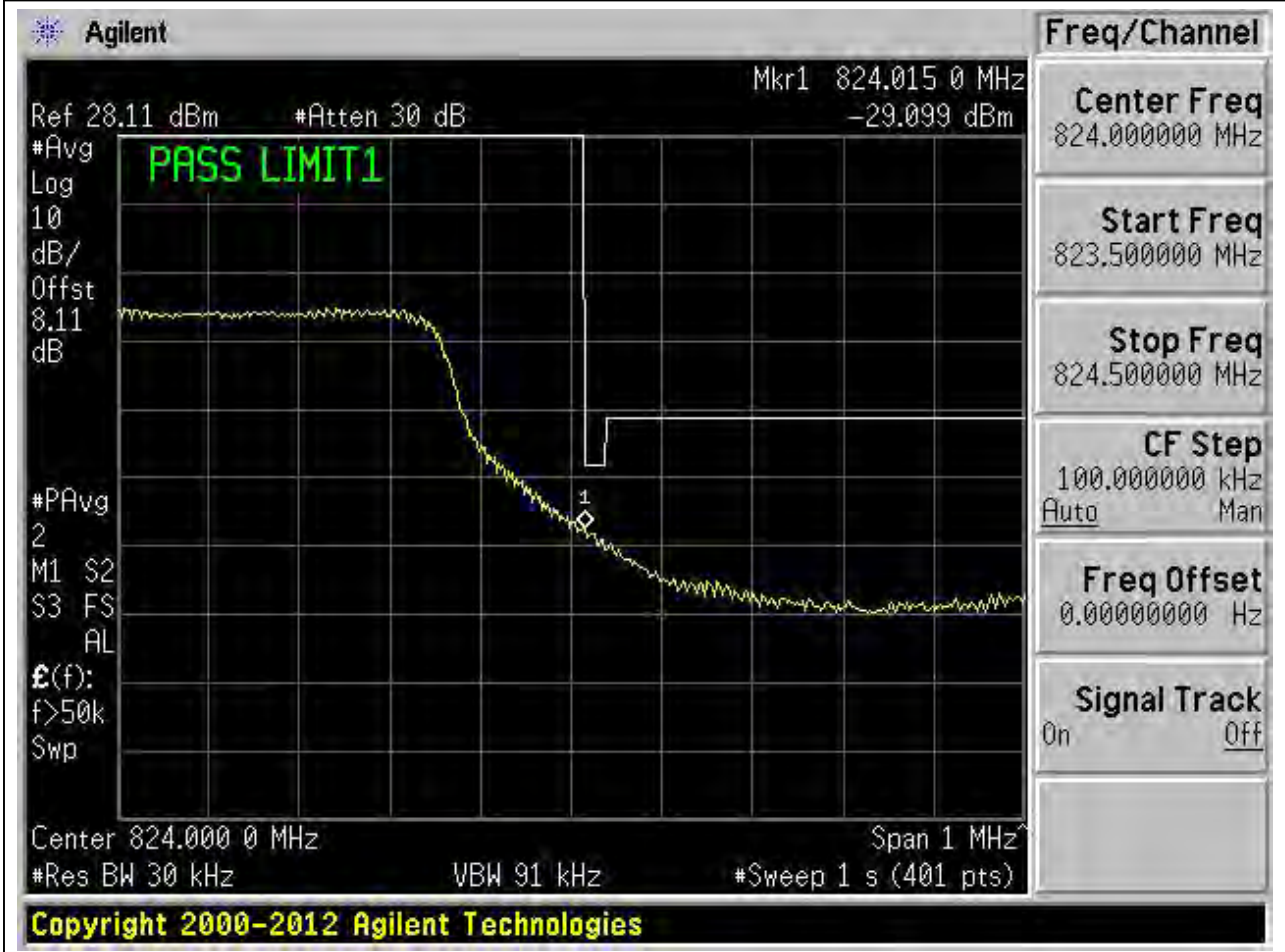 Agilent
Freq/Channel
Mkr1 824.015 0 MHz
Ref 28.11 dBm #Atten 30 dB -29.099 dBm
#Avg
Log
10
dB/
Offst
8.11
dB
PASS LIMIT1
1
#PAvg
2
M1 S2
S3 FS
AL
£(f):
f>50k
Swp
Center 824.000 0 MHz Span 1 MHz^
#Res BW 30 kHz VBW 91 kHz #Sweep 1 s (401 pts)
Copyright 2000-2012 Agilent Technologies
Center Freq
824.000000 MHz
Start Freq
823.500000 MHz
Stop Freq
824.500000 MHz
CF Step
100.000000 kHz
Auto Man
Freq Offset
0.00000000 Hz
Signal Track
On Off